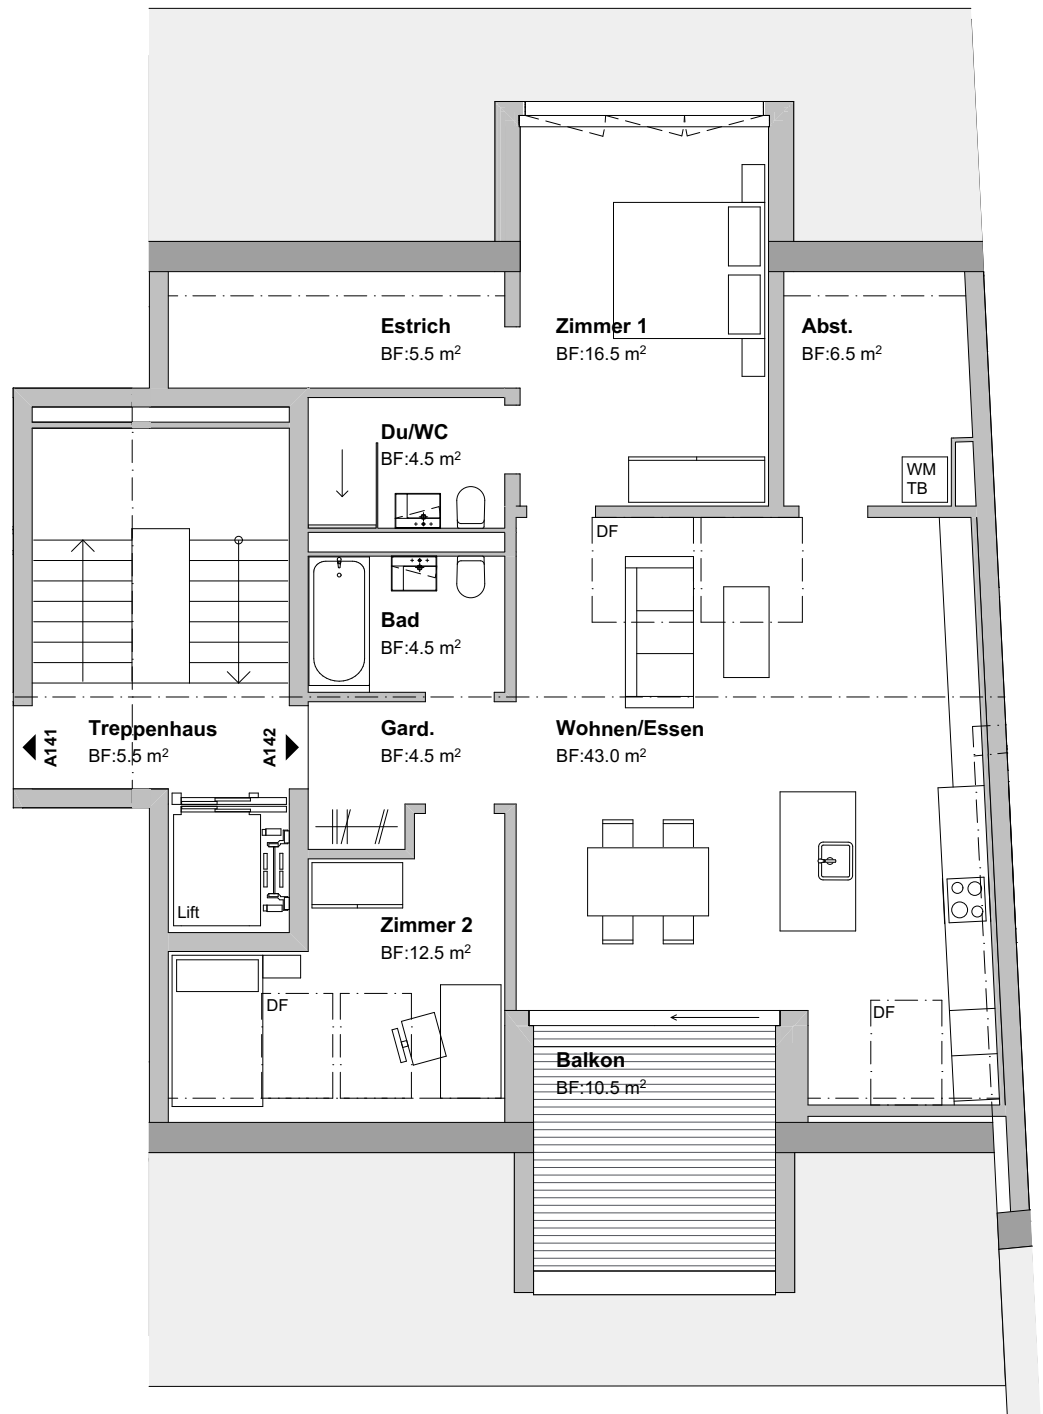 Estrich
BF:5.5 m²
Zimmer 1
BF:16.5 m²
Abst.
BF:6.5 m²
Du/WC
BF:4.5 m²
WM
TB
DF
Bad
BF:4.5 m²
Treppenhaus
BF:5.5 m²
A141
A142
Gard.
BF:4.5 m²
Wohnen/Essen
BF:43.0 m²
Lift
Zimmer 2
BF:12.5 m²
DF
DF
Balkon
BF:10.5 m²